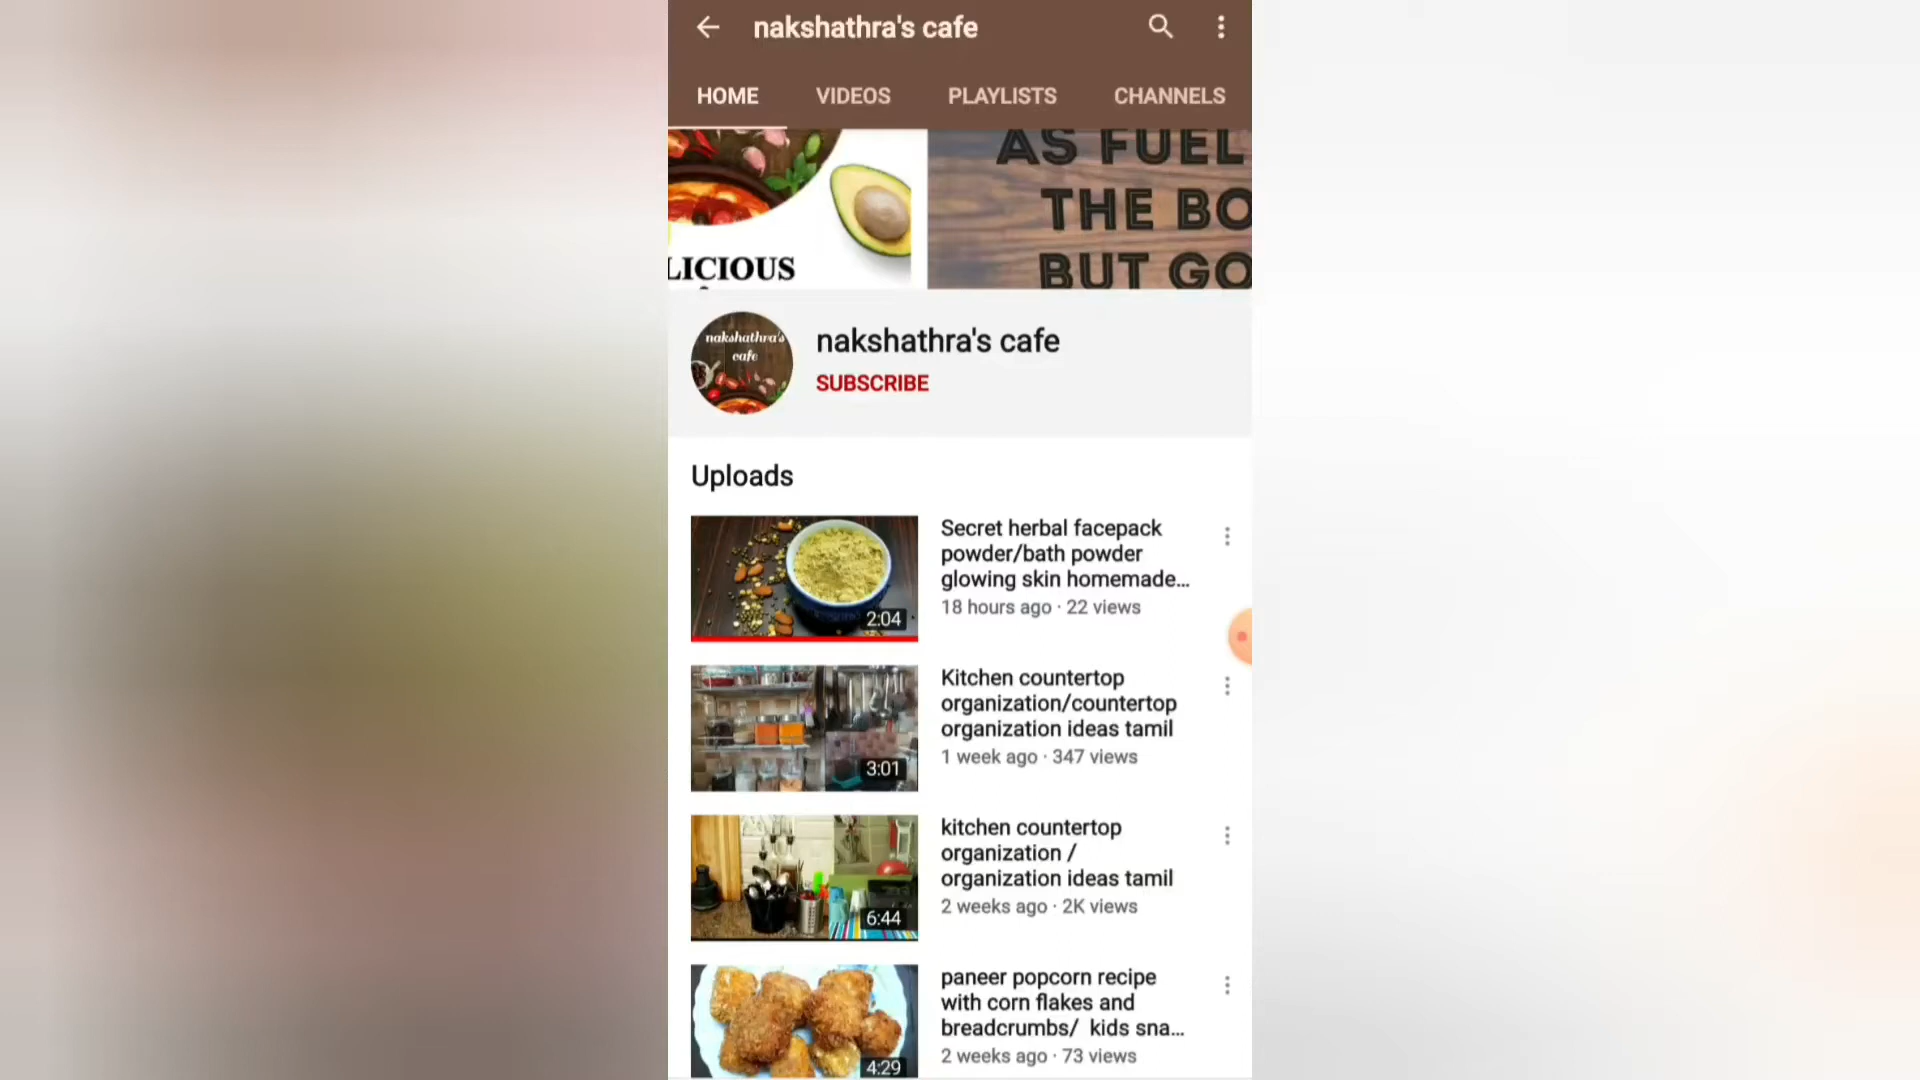 nakshathra's cafe
HOME VIDEOS PLAYLISTS CHANNELS
LICIOUS
AS FUEL
THE BO
BUT GO
nakshathra's
cafe
nakshathra's cafe
SUBSCRIBE
Uploads
2:04
Secret herbal facepack
powder/bath powder
glowing skin homemade...
18 hours ago · 22 views
3:01
Kitchen countertop
organization/countertop
organization ideas tamil
1 week ago · 347 views
6:44
kitchen countertop
organization /
organization ideas tamil
2 weeks ago · 2K views
4:29
paneer popcorn recipe
with corn flakes and
breadcrumbs/ kids sna...
2 weeks ago · 73 views